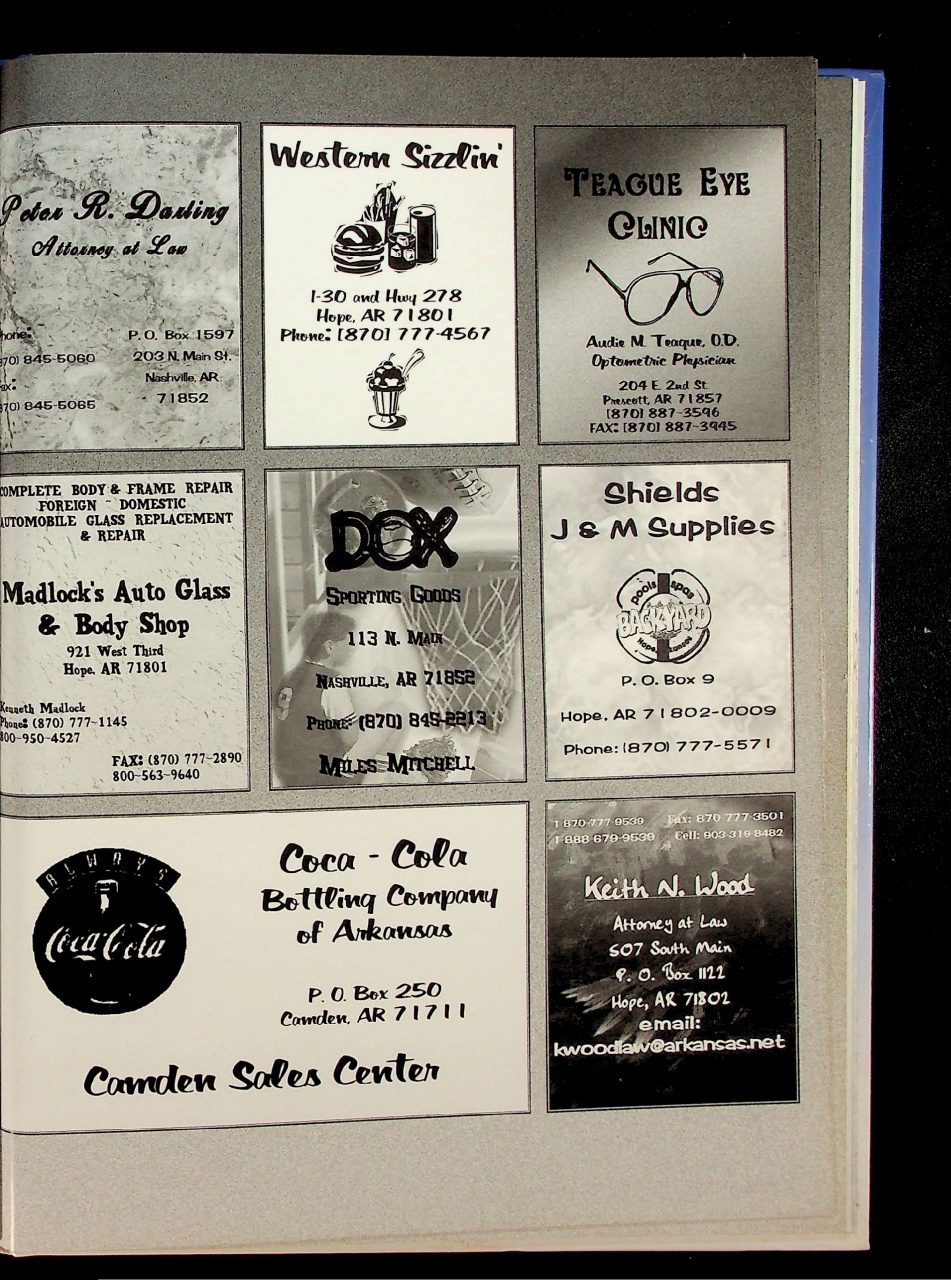 Peter R. Darling
Attorney at Law
hone:
P.O. Box 1597
70) 845-5060
203 N. Main St.
ax:
Nashville, AR
70) 845-5065
71852
Western Sizzlin'
I-30 and Hwy 278
Hope, AR 71801
Phone: (870) 777-4567
TEAGUE EYE
CLINIC
Audie M. Teague, O.D.
Optometric Physician
204 E. 2nd St.
Prescott, AR 71857
(870) 887-3596
FAX: (870) 887-3945
COMPLETE BODY & FRAME REPAIR
FOREIGN - DOMESTIC
AUTOMOBILE GLASS REPLACEMENT
& REPAIR
Madlock's Auto Glass
& Body Shop
921 West Third
Hope, AR 71801
Kenneth Madlock
Phone: (870) 777-1145
800-950-4527
FAX: (870) 777-2890
800-563-9640
DOX
SPORTING GOODS
113 N. MAIN
NASHVILLE, AR 71852
PHONE: (870) 845-2213
MILES MITCHELL
Shields
J & M Supplies
pools spas
BACKYARD
Hope,
P. O. Box 9
Hope, AR 71802-0009
Phone: (870) 777-5571
ALWAYS
Coca-Cola
Coca - Cola
Bottling Company
of Arkansas
P. O. Box 250
Camden, AR 71711
Camden Sales Center
1 870-777 9539 Fax: 870-777-3501
1-888 679-9539 Cell: 903-319-8482
Keith N. Wood
Attorney at Law
507 South Main
P. O. Box 1122
Hope, AR 71802
email:
kwoodlaw@arkansas.net